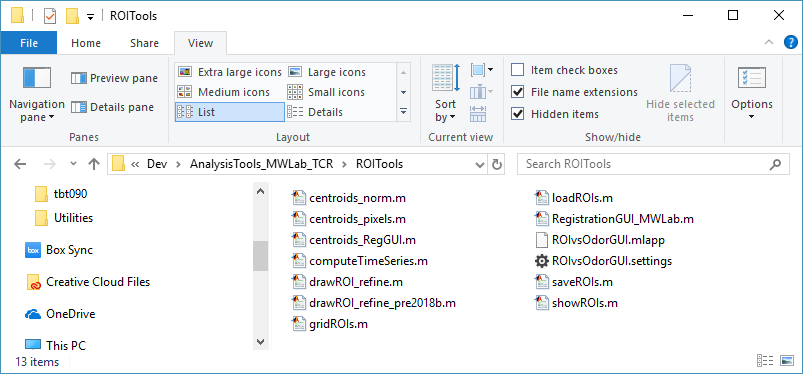 ROITools
File Home Share View
Navigation pane
Preview pane
Details pane
Panes
Extra large icons Large icons
Medium icons Small icons
List Details
Layout
Sort by
Current view
Item check boxes
File name extensions
Hidden items
Hide selected items
Show/hide
Options
« Dev > AnalysisTools_MWLab_TCR > ROITools
Search ROITools
tbt090
Utilities
Box Sync
Creative Cloud Files
OneDrive
This PC
centroids_norm.m
centroids_pixels.m
centroids_RegGUI.m
computeTimeSeries.m
drawROI_refine.m
drawROI_refine_pre2018b.m
gridROIs.m
loadROIs.m
RegistrationGUI_MWLab.m
ROIvsOdorGUI.mlapp
ROIvsOdorGUI.settings
saveROIs.m
showROIs.m
13 items